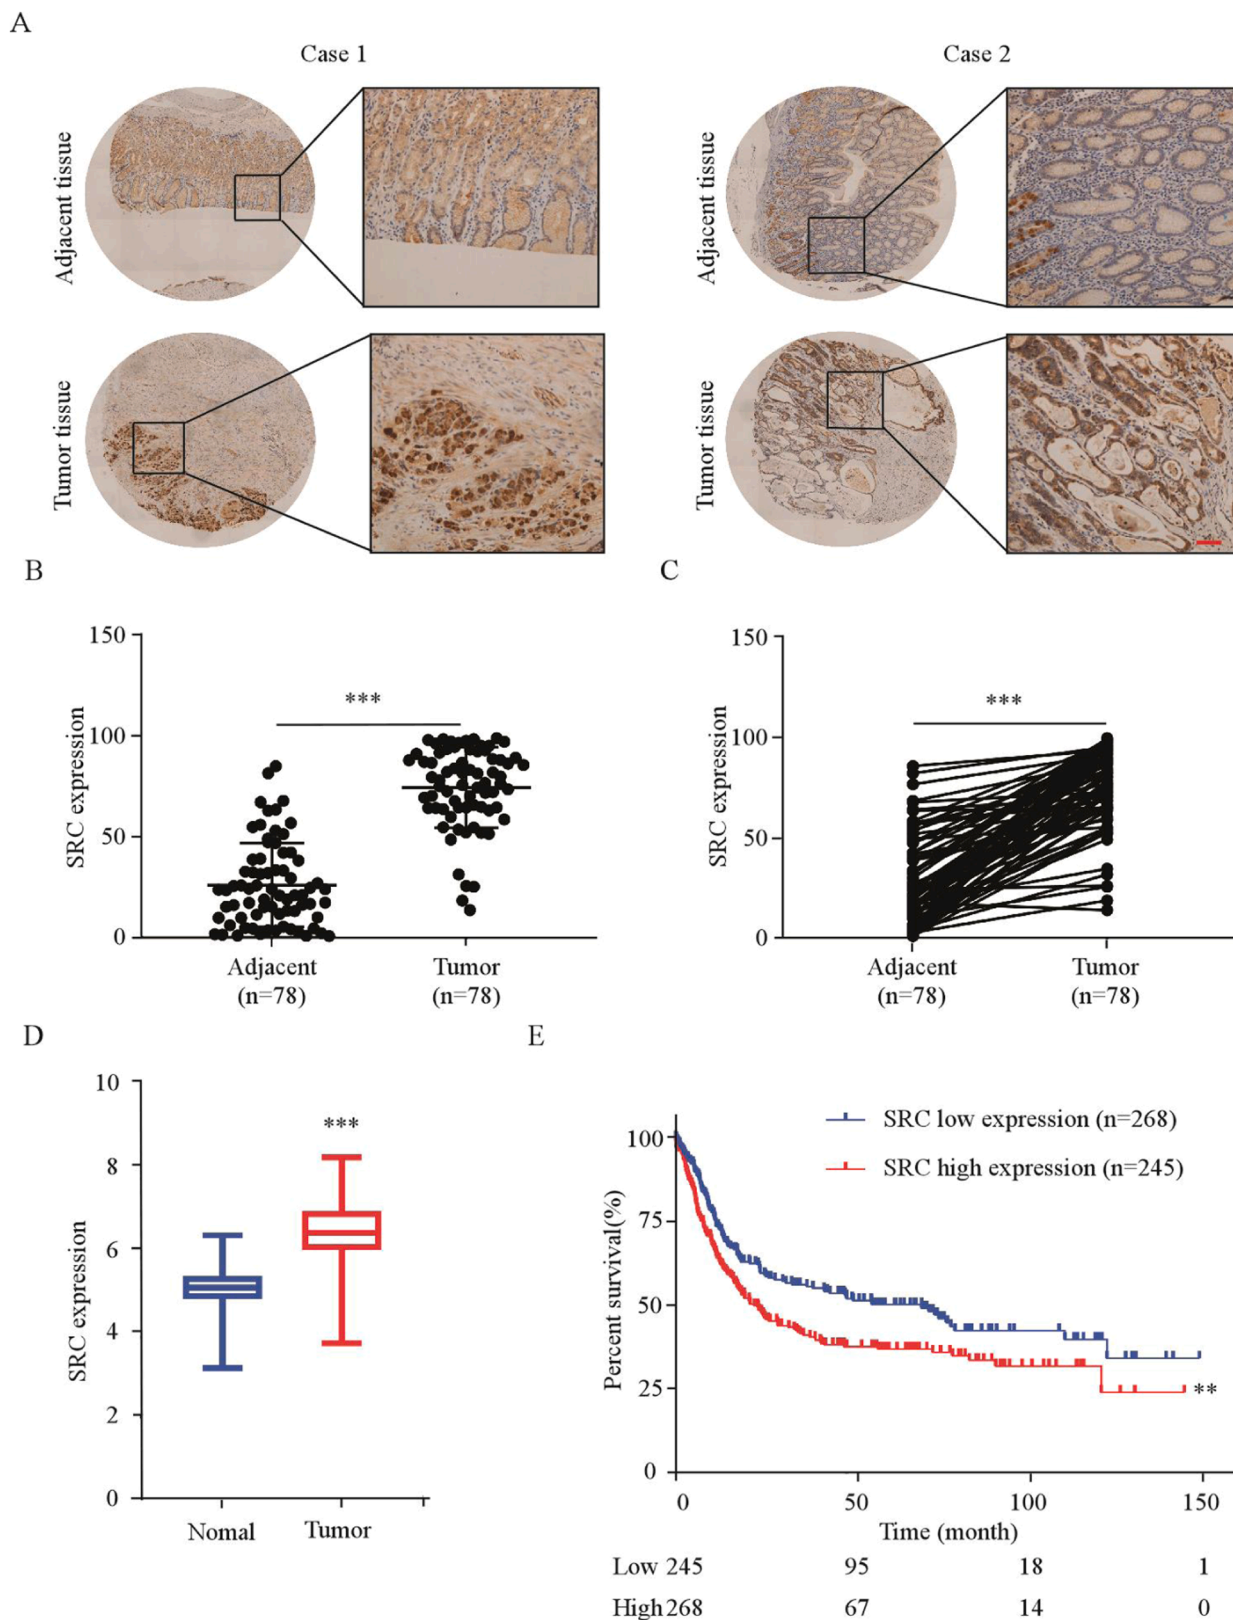 A
Case 1
Case 2
Adjacent tissue
Adjacent tissue
Tumor tissue
Tumor tissue
B
C
150
100
50
0
SRC expression
***
Adjacent
(n=78)
Tumor
(n=78)
150
100
50
0
SRC expression
***
Adjacent
(n=78)
Tumor
(n=78)
D
E
10
8
6
4
2
0
SRC expression
***
Nomal
Tumor
SRC low expression (n=268)
SRC high expression (n=245)
100
75
50
25
0
Percent survival(%)
**
0 50 100 150
Time (month)
Low 245 95 18 1
High 268 67 14 0